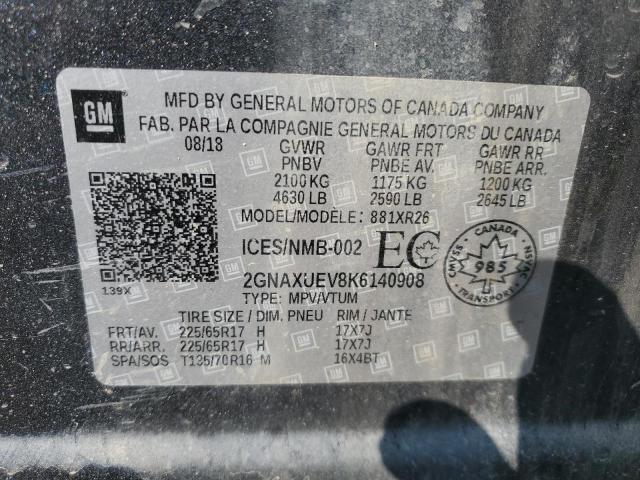 GM
MFD BY GENERAL MOTORS OF CANADA COMPANY
FAB. PAR LA COMPAGNIE GENERAL MOTORS DU CANADA
08/18 GVWR GAWR FRT GAWR RR
PNBV PNBE AV. PNBE ARR.
2100 KG 1175 KG 1200 KG
4630 LB 2590 LB 2645 LB
MODEL/MODÈLE: 881XR26
ICES/NMB-002 EC
CMVSS NSVAC TRANSPORT 985
139X
2GNAXUEV8K6140908
TYPE: MPV/VTUM
TIRE SIZE / DIM. PNEU RIM / JANTE
FRT/AV. 225/65R17 H 17X7J
RR/ARR. 225/65R17 H 17X7J
SPA/SOS T135/70R16 M 16X4BT